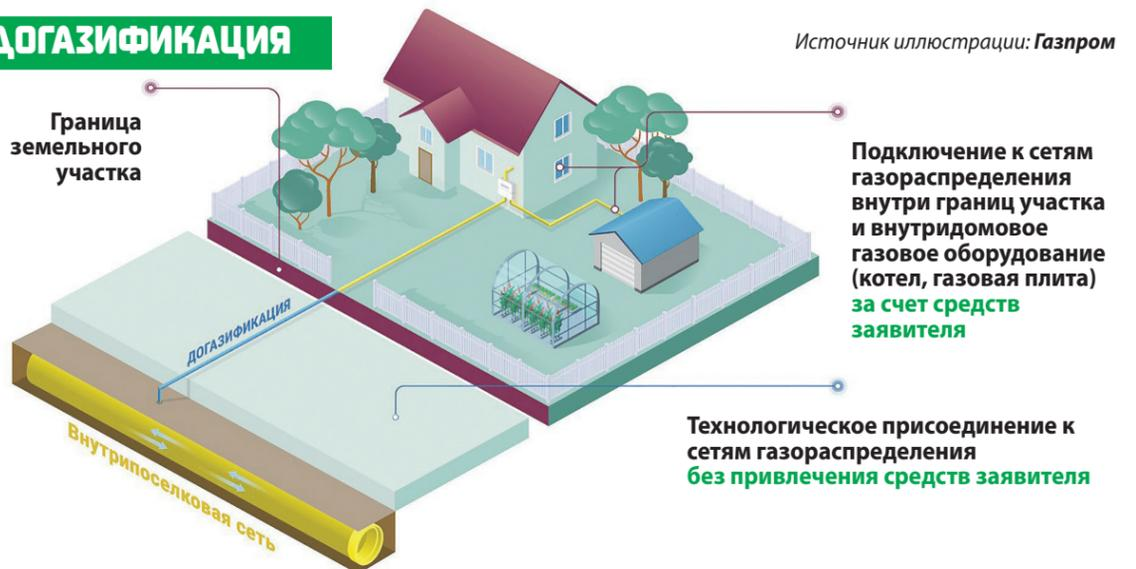 ДОГАЗИФИКАЦИЯ
Источник иллюстрации: Газпром
Граница
земельного
участка
Подключение к сетям
газораспределения
внутри границ участка
и внутридомовое
газовое оборудование
(котел, газовая плита)
за счет средств
заявителя
ДОГАЗИФИКАЦИЯ
Внутрипоселковая сеть
Технологическое присоединение к
сетям газораспределения
без привлечения средств заявителя